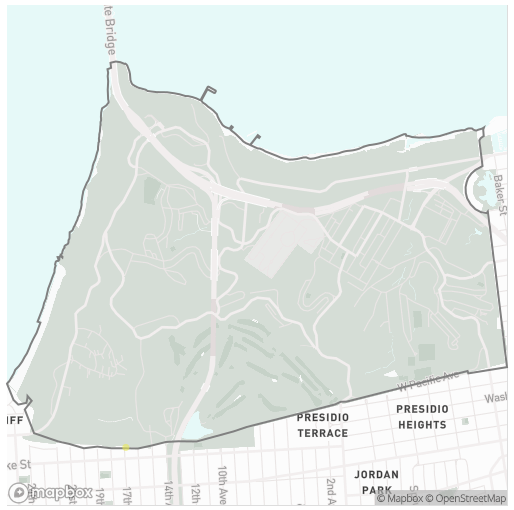 te Bridge
Baker St
W Pacific Ave
Wash
IFF
PRESIDIO
TERRACE
PRESIDIO
HEIGHTS
ke St
19th
17th
14th
12th
10th Ave
2nd A
JORDAN
PARK
mapbox
© Mapbox © OpenStreetMap